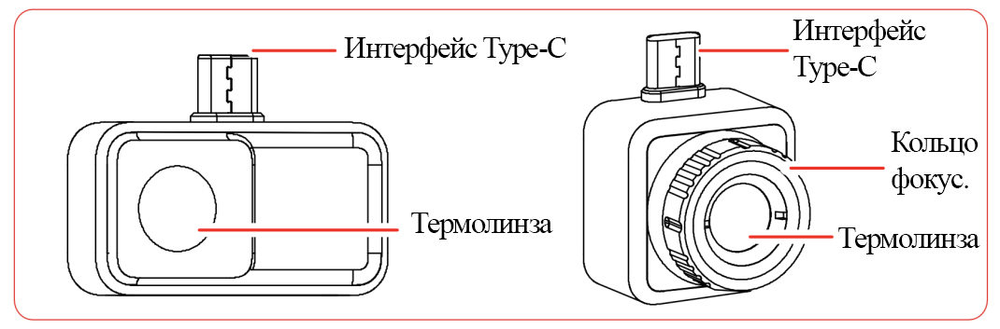 Интерфейс Type-C
Термолинза
Интерфейс
Type-C
Кольцо
фокус.
Термолинза